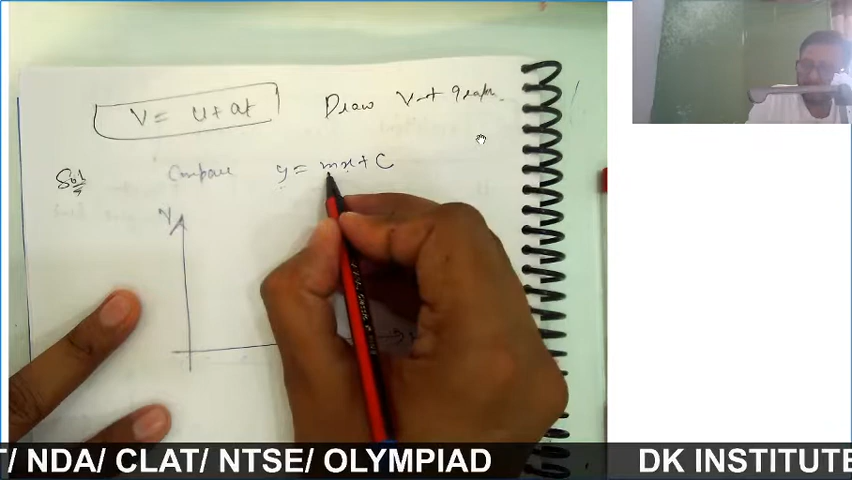 V = u + at Draw V-t graph.
Sol Compare y = mx + C
V
T/ NDA/ CLAT/ NTSE/ OLYMPIAD DK INSTITUTE